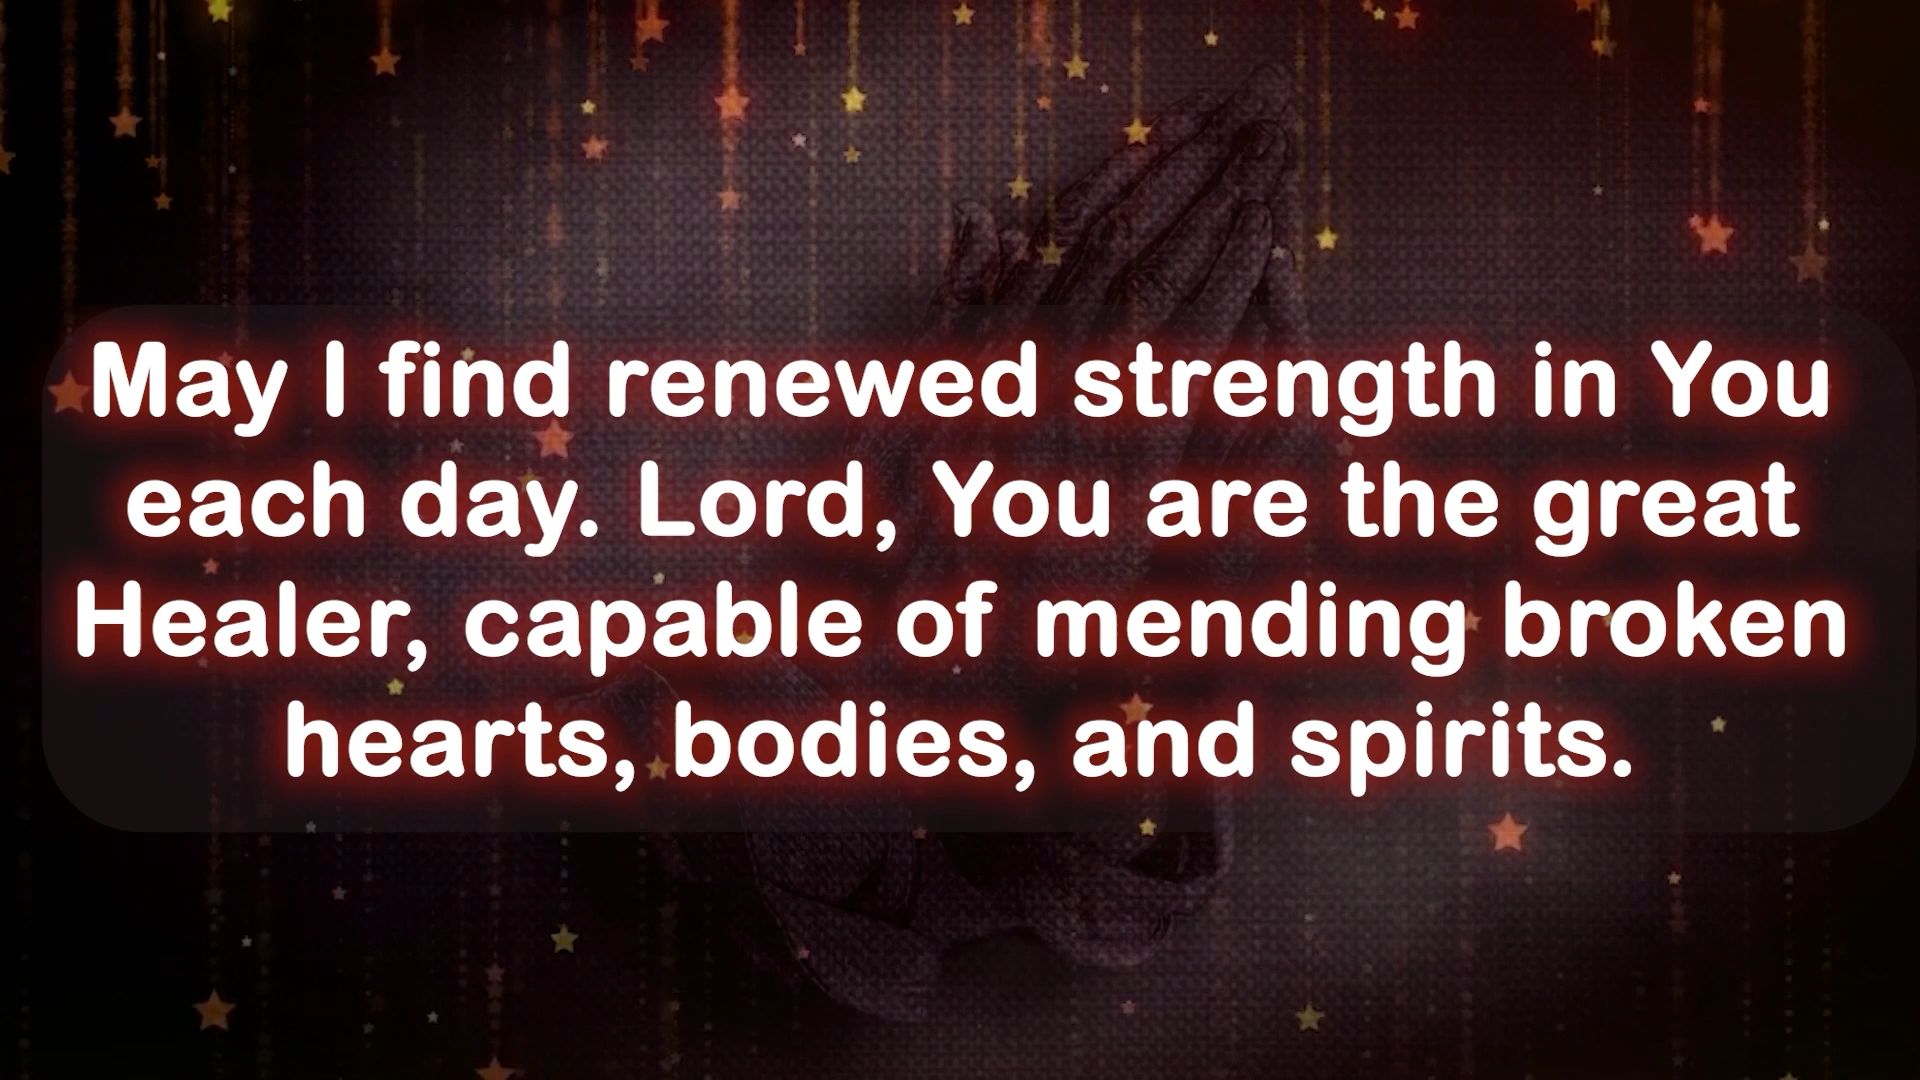 May I find renewed strength in You
each day. Lord, You are the great
Healer, capable of mending broken
hearts, bodies, and spirits.